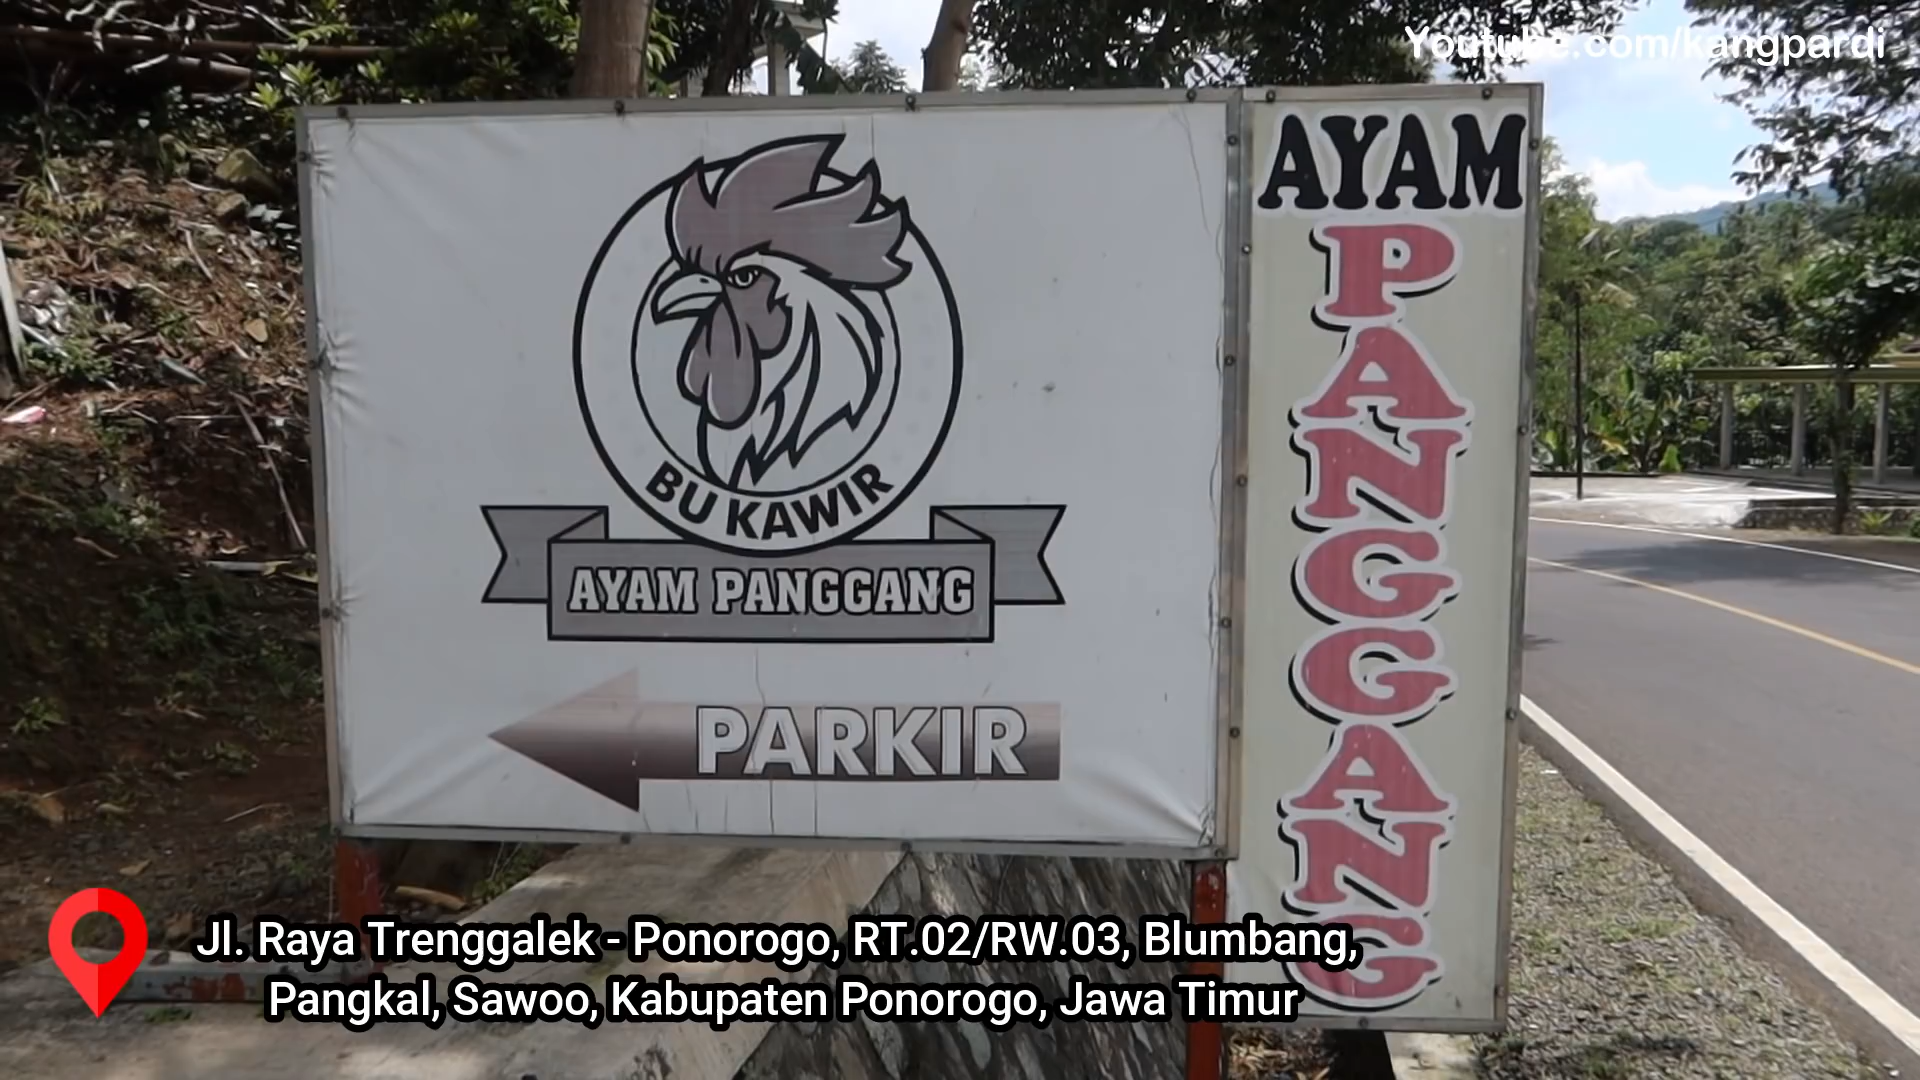 Youtube.com/kangpardi
BU KAWIR
AYAM PANGGANG
PARKIR
AYAM
PANGGANG
Jl. Raya Trenggalek - Ponorogo, RT.02/RW.03, Blumbang,
Pangkal, Sawoo, Kabupaten Ponorogo, Jawa Timur